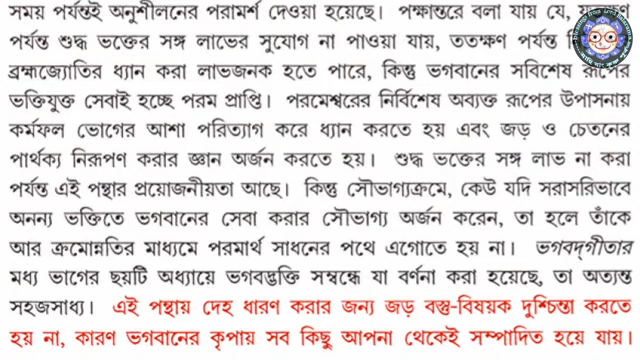 সময় পর্যন্তই অনুশীলনের পরামর্শ দেওয়া হয়েছে। পক্ষান্তরে বলা যায় যে,
পর্যন্ত শুদ্ধ ভক্তের সঙ্গ লাভের সুযোগ না পাওয়া যায়, ততক্ষণ পর্যন্ত
ব্রহ্মজ্যোতির ধ্যান করা লাভজনক হতে পারে, কিন্তু ভগবানের সবিশেষ রূপের
ভক্তিযুক্ত সেবাই হচ্ছে পরম প্রাপ্তি। পরমেশ্বরের নির্বিশেষ অব্যক্ত রূপের উপাসনায়
কর্মফল ভোগের আশা পরিত্যাগ করে ধ্যান করতে হয় এবং জড় ও চেতনের
পার্থক্য নিরূপণ করার জ্ঞান অর্জন করতে হয়। শুদ্ধ ভক্তের সঙ্গ লাভ না করা
পর্যন্ত এই পন্থার প্রয়োজনীয়তা আছে। কিন্তু সৌভাগ্যক্রমে, কেউ যদি সরাসরিভাবে
অনন্য ভক্তিতে ভগবানের সেবা করার সৌভাগ্য অর্জন করেন, তা হলে তাঁকে
আর ক্রমোন্নতির মাধ্যমে পরমার্থ সাধনের পথে এগোতে হয় না। ভগবদ্‌গীতার
মধ্য ভাগের ছয়টি অধ্যায়ে ভগবদ্ভক্তি সম্বন্ধে যা বর্ণনা করা হয়েছে, তা অত্যন্ত
সহজসাধ্য। এই পন্থায় দেহ ধারণ করার জন্য জড় বস্তু-বিষয়ক দুশ্চিন্তা করতে
হয় না, কারণ ভগবানের কৃপায় সব কিছু আপনা থেকেই সম্পাদিত হয়ে যায়।